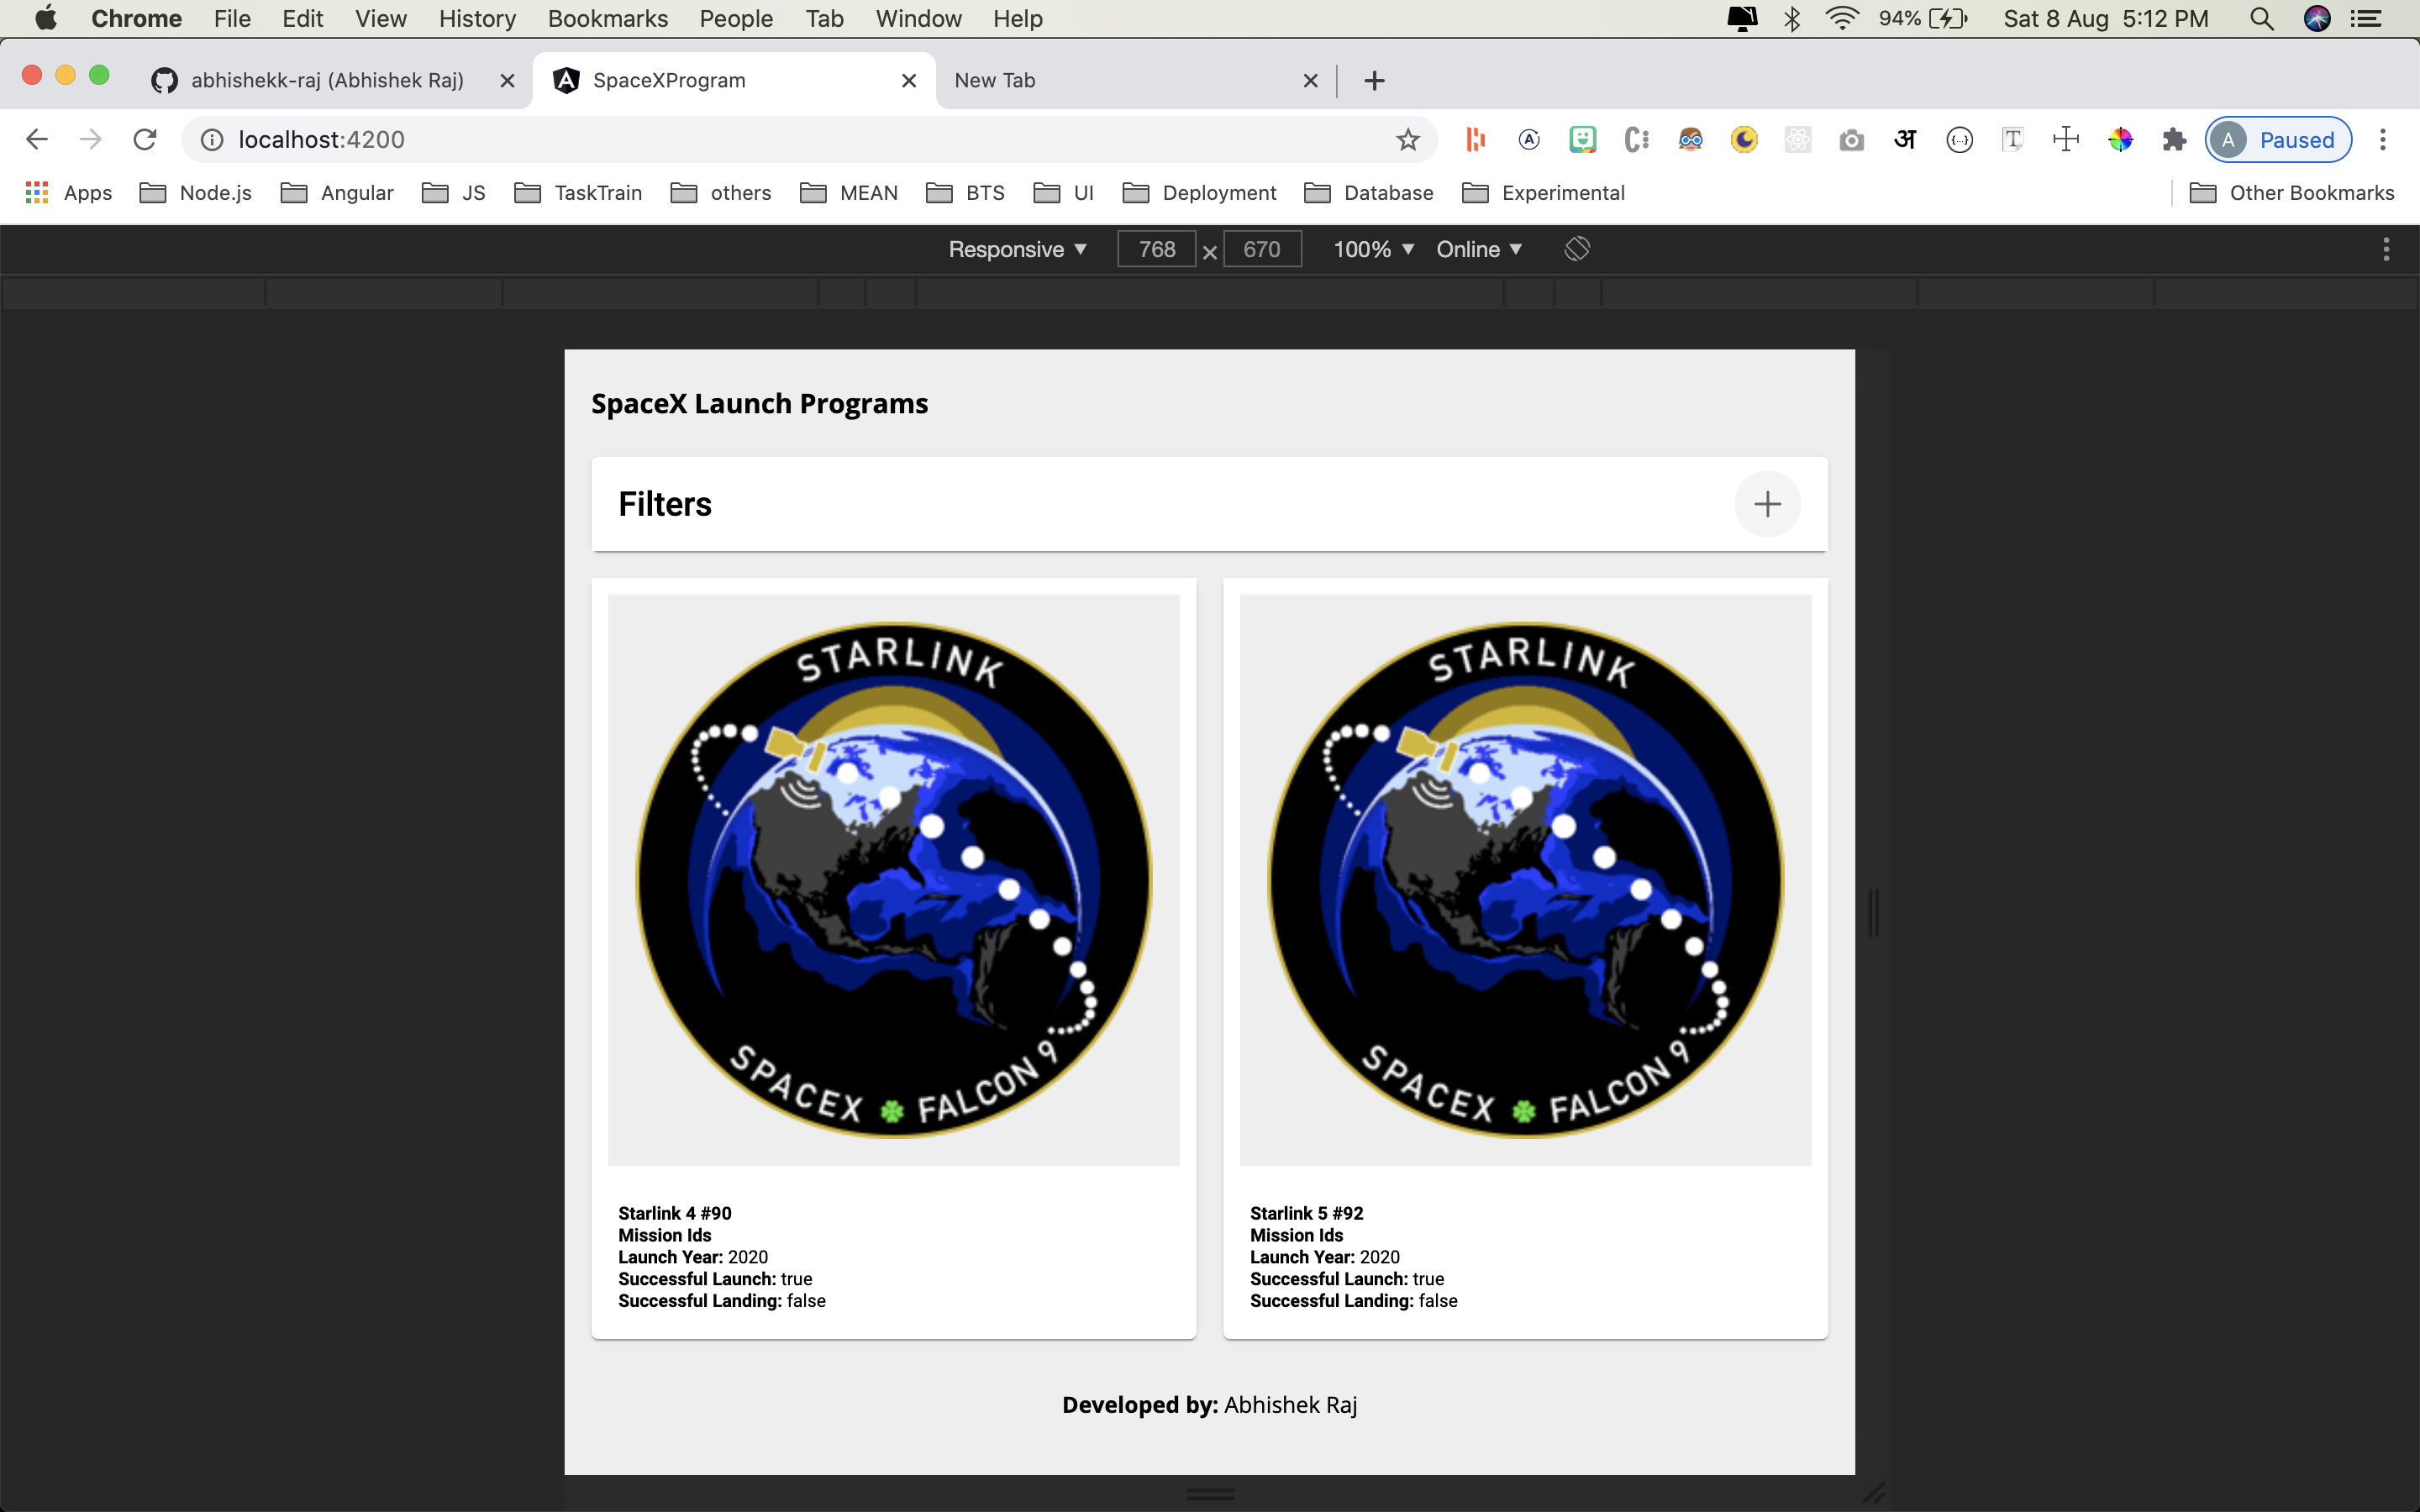 Chrome File Edit View History Bookmarks People Tab Window Help 94% Sat 8 Aug 5:12 PM
abhishekk-raj (Abhishek Raj) SpaceXProgram New Tab
localhost:4200 अ A Paused
Apps Node.js Angular JS TaskTrain others MEAN BTS UI Deployment Database Experimental Other Bookmarks
Responsive 768 × 670 100% Online
SpaceX Launch Programs
Filters
STARLINK
SPACEX FALCON 9
Starlink 4 #90
Mission Ids
Launch Year: 2020
Successful Launch: true
Successful Landing: false
STARLINK
SPACEX FALCON 9
Starlink 5 #92
Mission Ids
Launch Year: 2020
Successful Launch: true
Successful Landing: false
Developed by: Abhishek Raj